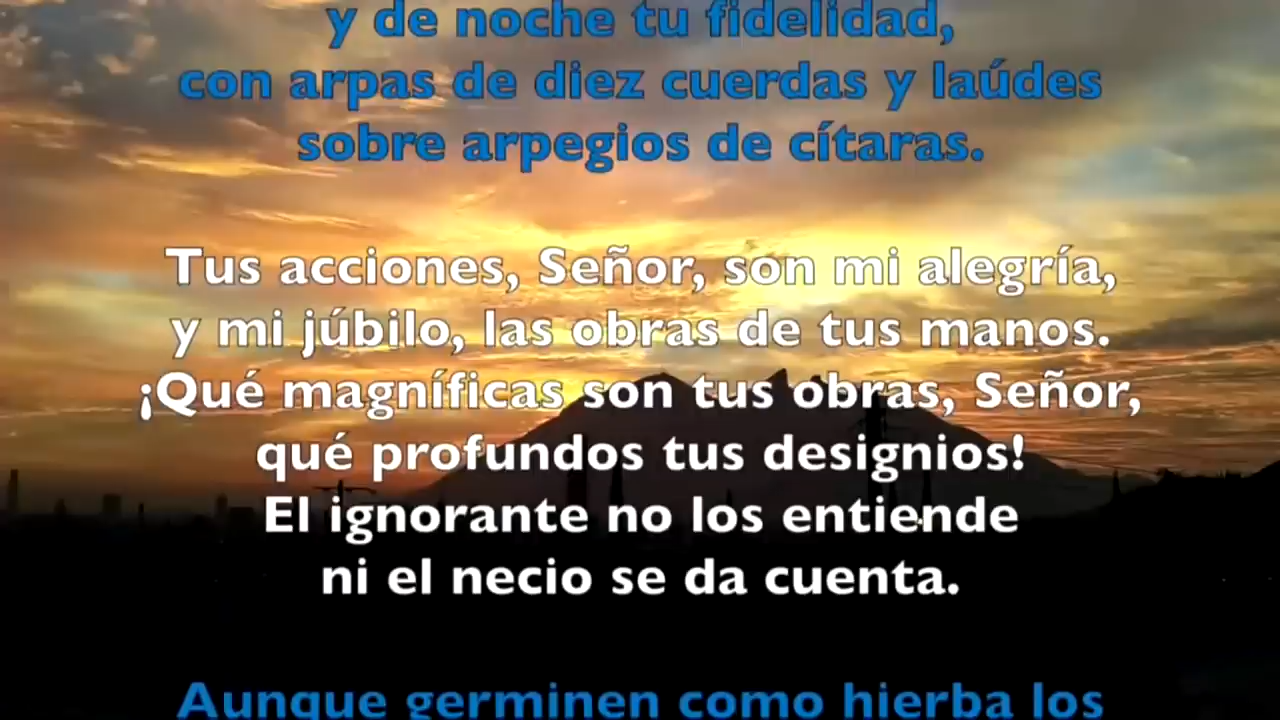 y de noche tu fidelidad,
con arpas de diez cuerdas y laúdes
sobre arpegios de cítaras.
Tus acciones, Señor, son mi alegría,
y mi júbilo, las obras de tus manos.
¡Qué magníficas son tus obras, Señor,
qué profundos tus designios!
El ignorante no los entiende
ni el necio se da cuenta.
Aunque germinen como hierba los